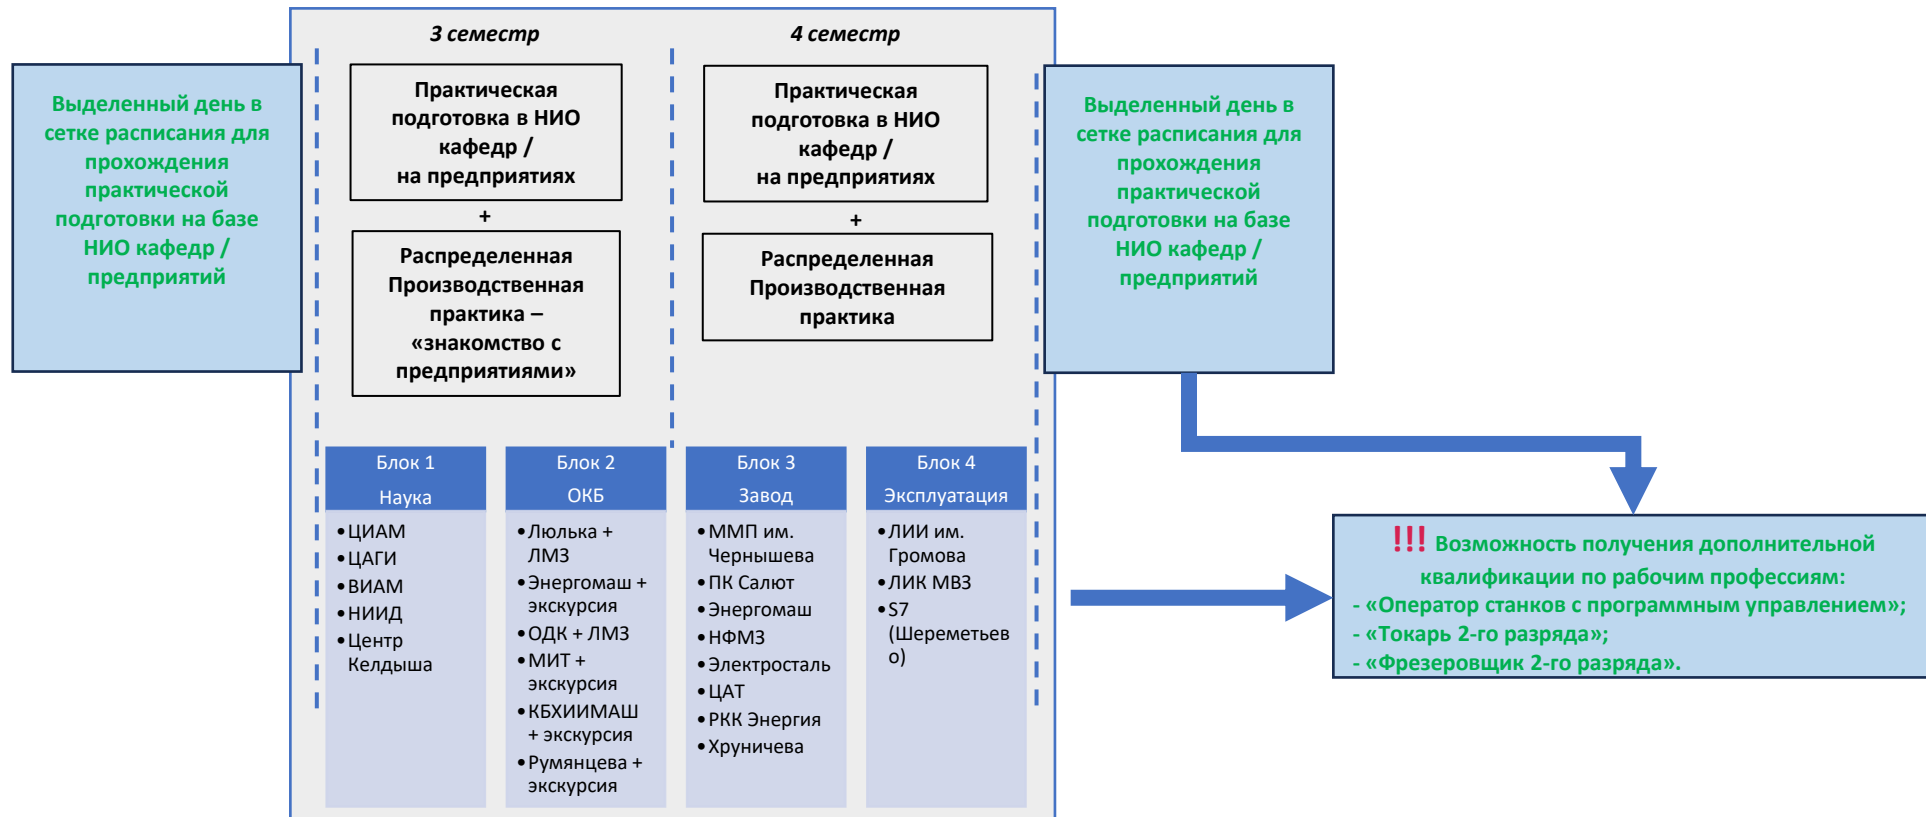 3 семестр
4 семестр
Выделенный день в
сетке расписания для
прохождения
практической
подготовки на базе
НИО кафедр /
предприятий
Практическая
подготовка в НИО
кафедр /
на предприятиях
+
Распределенная
Производственная
практика –
«знакомство с
предприятиями»
Практическая
подготовка в НИО
кафедр /
на предприятиях
+
Распределенная
Производственная
практика
Выделенный день в
сетке расписания для
прохождения
практической
подготовки на базе
НИО кафедр /
предприятий
Блок 1
Наука
•ЦИАМ
•ЦАГИ
•ВИАМ
•НИИД
•Центр
Келдыша
Блок 2
ОКБ
•Люлька +
ЛМЗ
•Энергомаш +
экскурсия
•ОДК + ЛМЗ
•МИТ +
экскурсия
•КБХИИМАШ
+ экскурсия
•Румянцева +
экскурсия
Блок 3
Завод
•ММП им.
Чернышева
•ПК Салют
•Энергомаш
•НФМЗ
•Электросталь
•ЦАТ
•РКК Энергия
•Хруничева
Блок 4
Эксплуатация
•ЛИИ им.
Громова
•ЛИК МВЗ
•S7
(Шереметьев
о)
!!! Возможность получения дополнительной
квалификации по рабочим профессиям:
- «Оператор станков с программным управлением»;
- «Токарь 2-го разряда»;
- «Фрезеровщик 2-го разряда».